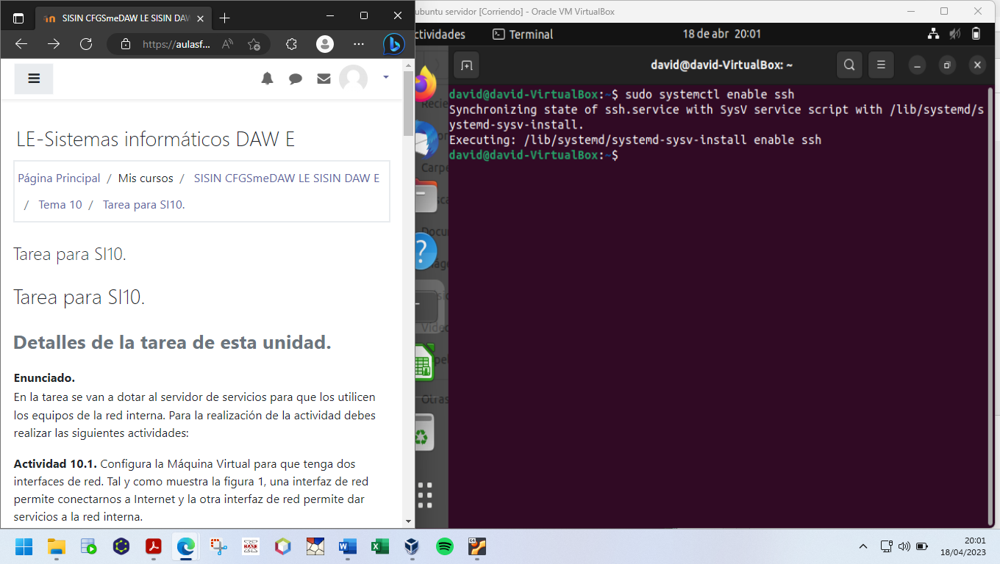 SISIN CFGSmeDAW LE SISIN DAW
https://aulasf...
LE-Sistemas informáticos DAW E
Página Principal / Mis cursos / SISIN CFGSmeDAW LE SISIN DAW E
/ Tema 10 / Tarea para SI10.
Tarea para SI10.
Tarea para SI10.
Detalles de la tarea de esta unidad.
Enunciado.
En la tarea se van a dotar al servidor de servicios para que los utilicen
los equipos de la red interna. Para la realización de la actividad debes
realizar las siguientes actividades:
Actividad 10.1. Configura la Máquina Virtual para que tenga dos
interfaces de red. Tal y como muestra la figura 1, una interfaz de red
permite conectarnos a Internet y la otra interfaz de red permite dar
servicios a la red interna.
ubuntu servidor [Corriendo] - Oracle VM VirtualBox
ctividades Terminal 18 de abr 20:01
david@david-VirtualBox: ~
david@david-VirtualBox:~$ sudo systemctl enable ssh
Synchronizing state of ssh.service with SysV service script with /lib/systemd/s
ystemd-sysv-install.
Executing: /lib/systemd/systemd-sysv-install enable ssh
david@david-VirtualBox:~$
Recie
Carpe
Docu
Otras
20:01
18/04/2023